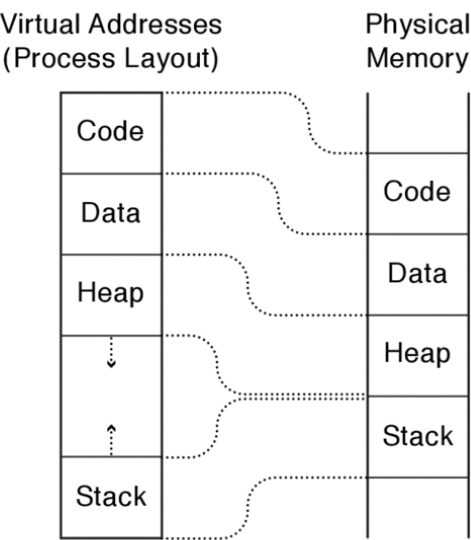 Virtual Addresses
(Process Layout)
Physical
Memory
Code
Data
Heap
Stack
Code
Data
Heap
Stack